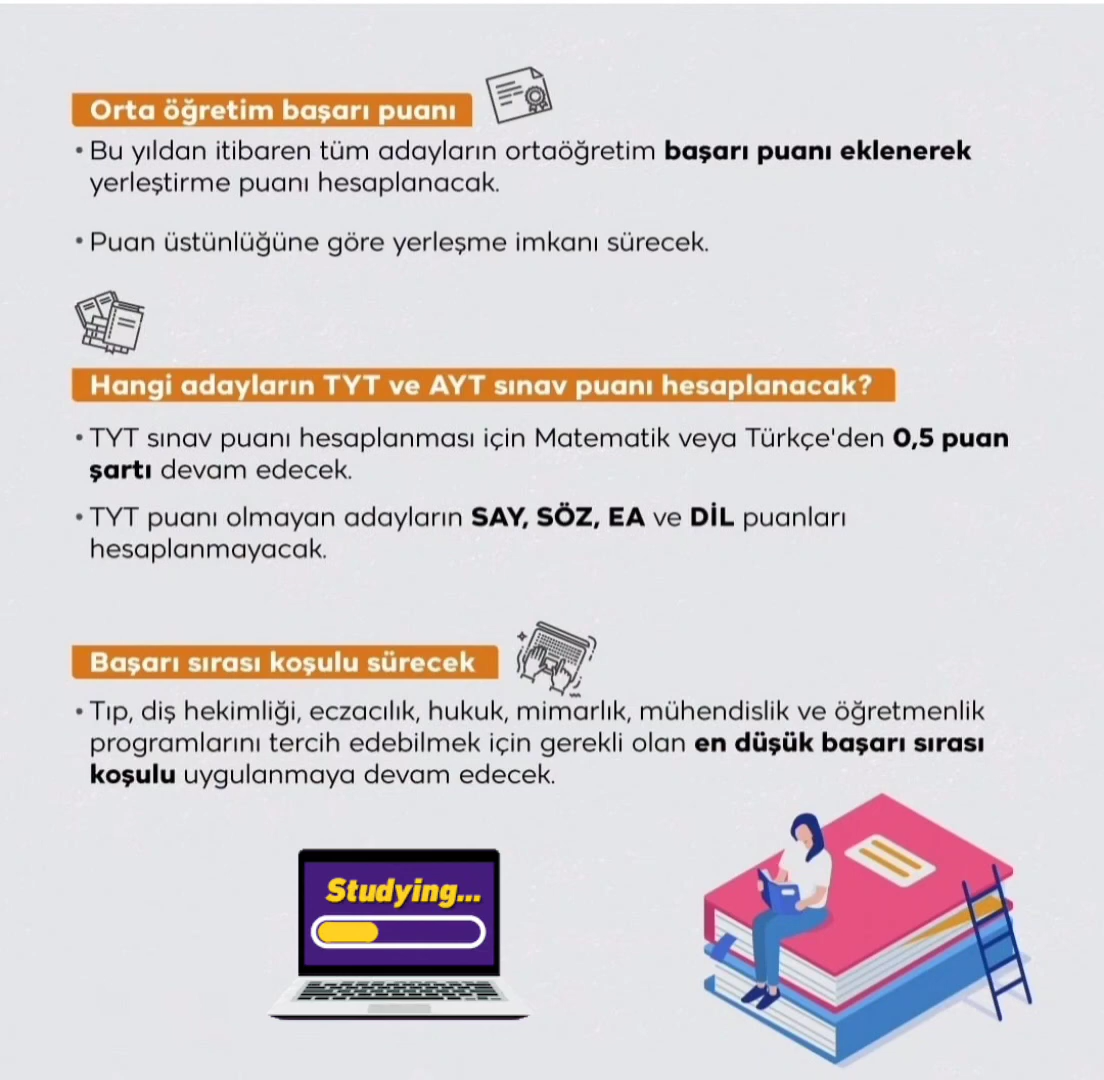 Orta öğretim başarı puanı
• Bu yıldan itibaren tüm adayların ortaöğretim başarı puanı eklenerek
yerleştirme puanı hesaplanacak.
• Puan üstünlüğüne göre yerleşme imkanı sürecek.
Hangi adayların TYT ve AYT sınav puanı hesaplanacak?
• TYT sınav puanı hesaplanması için Matematik veya Türkçe'den 0,5 puan
şartı devam edecek.
• TYT puanı olmayan adayların SAY, SÖZ, EA ve DİL puanları
hesaplanmayacak.
Başarı sırası koşulu sürecek
• Tıp, diş hekimliği, eczacılık, hukuk, mimarlık, mühendislik ve öğretmenlik
programlarını tercih edebilmek için gerekli olan en düşük başarı sırası
koşulu uygulanmaya devam edecek.
Studying...